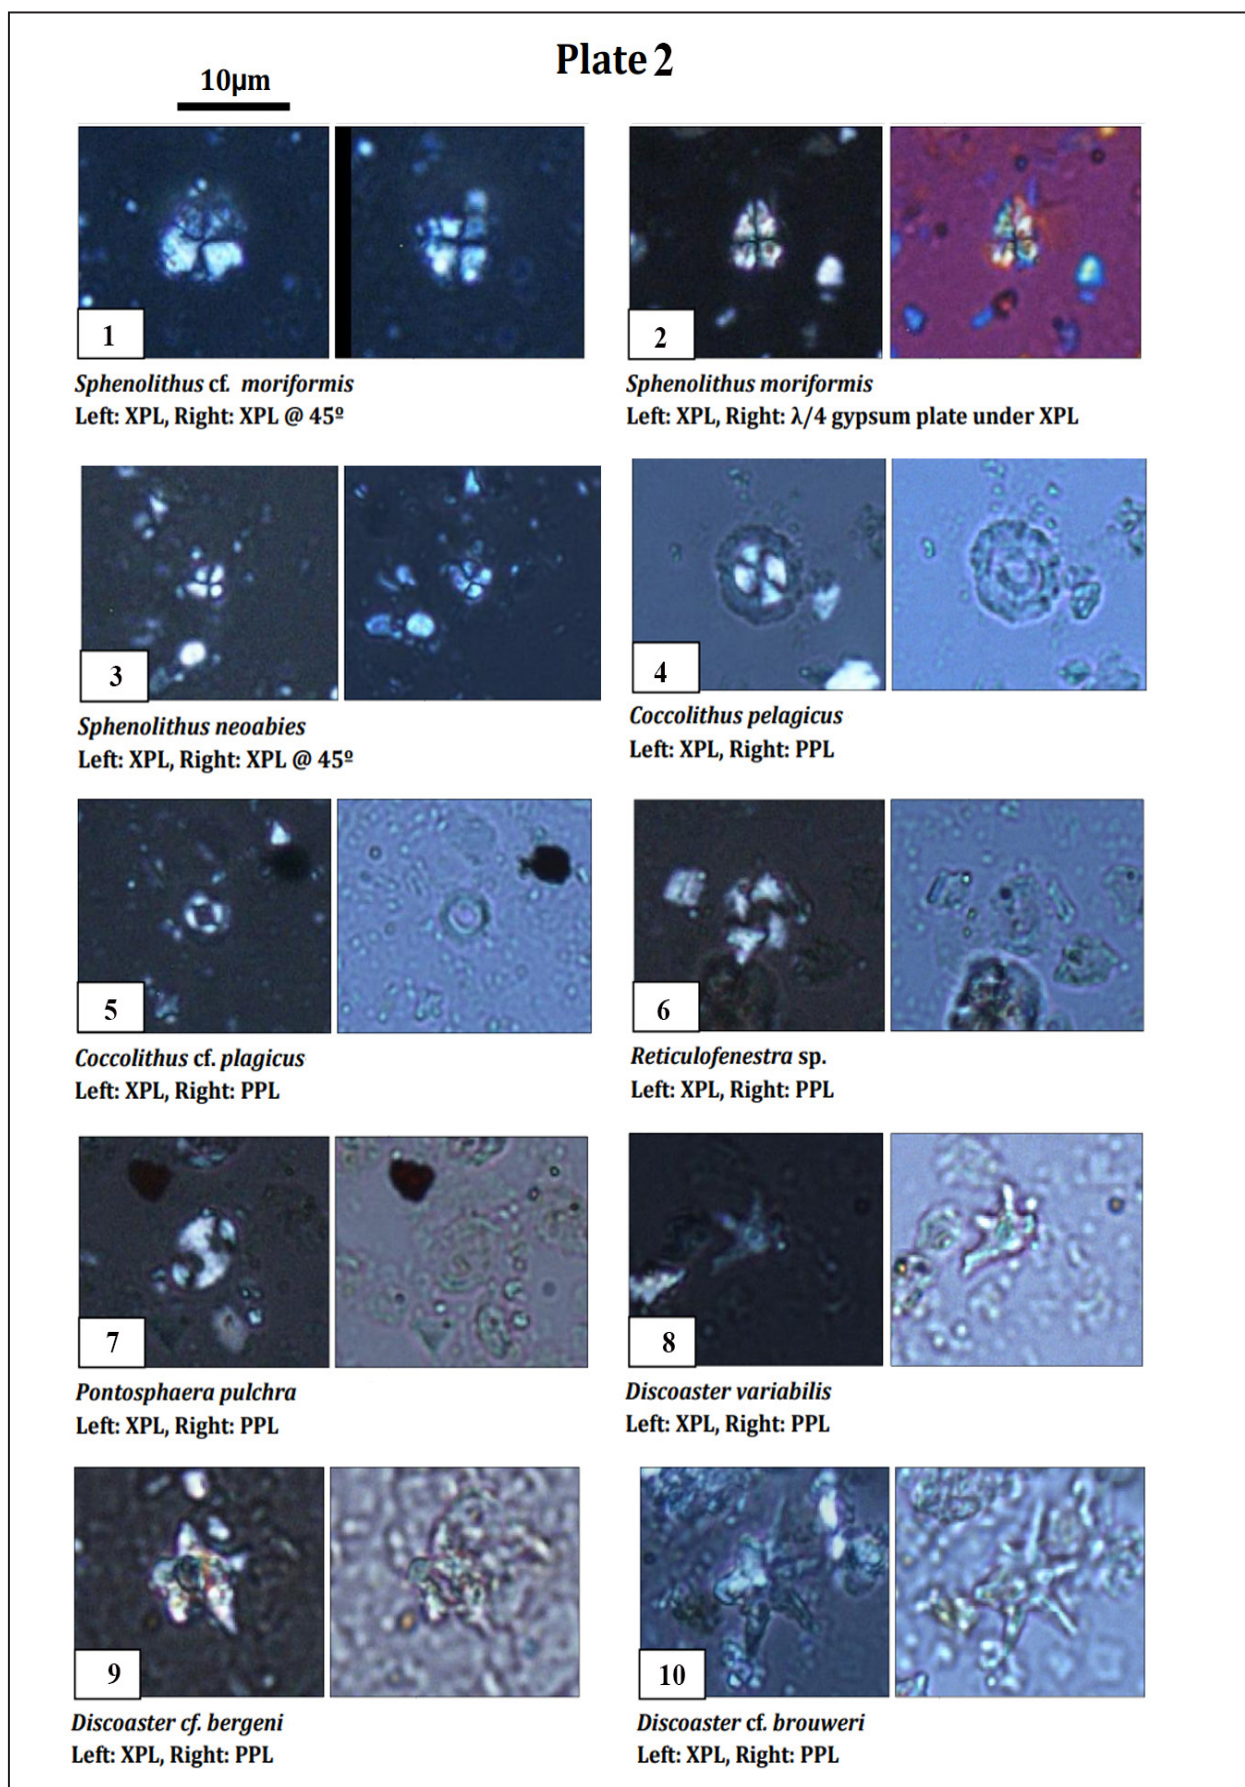 Plate 2
10µm
1
2
Sphenolithus cf. moriformis
Left: XPL, Right: XPL @ 45º
Sphenolithus moriformis
Left: XPL, Right: λ/4 gypsum plate under XPL
3
4
Sphenolithus neoabies
Left: XPL, Right: XPL @ 45º
Coccolithus pelagicus
Left: XPL, Right: PPL
5
6
Coccolithus cf. plagicus
Left: XPL, Right: PPL
Reticulofenestra sp.
Left: XPL, Right: PPL
7
8
Pontosphaera pulchra
Left: XPL, Right: PPL
Discoaster variabilis
Left: XPL, Right: PPL
9
10
Discoaster cf. bergeni
Left: XPL, Right: PPL
Discoaster cf. brouweri
Left: XPL, Right: PPL